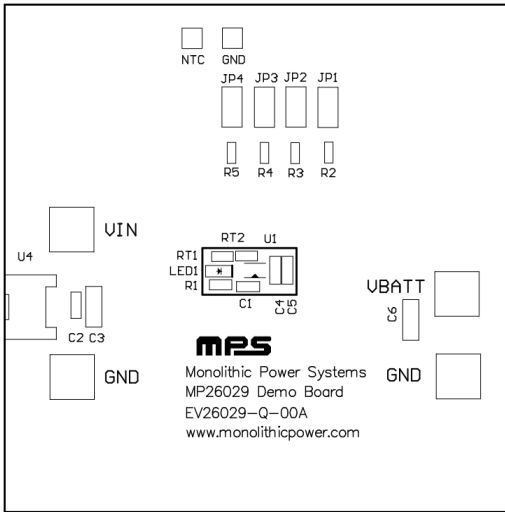 NTC GND
JP4 JP3 JP2 JP1
R5 R4 R3 R2
U4 VIN
RT2 U1
RT1
LED1
R1
C1 C4 C5
VBATT
C6
C2 C3
GND
GND
MPS
Monolithic Power Systems
MP26029 Demo Board
EV26029-Q-00A
www.monolithicpower.com